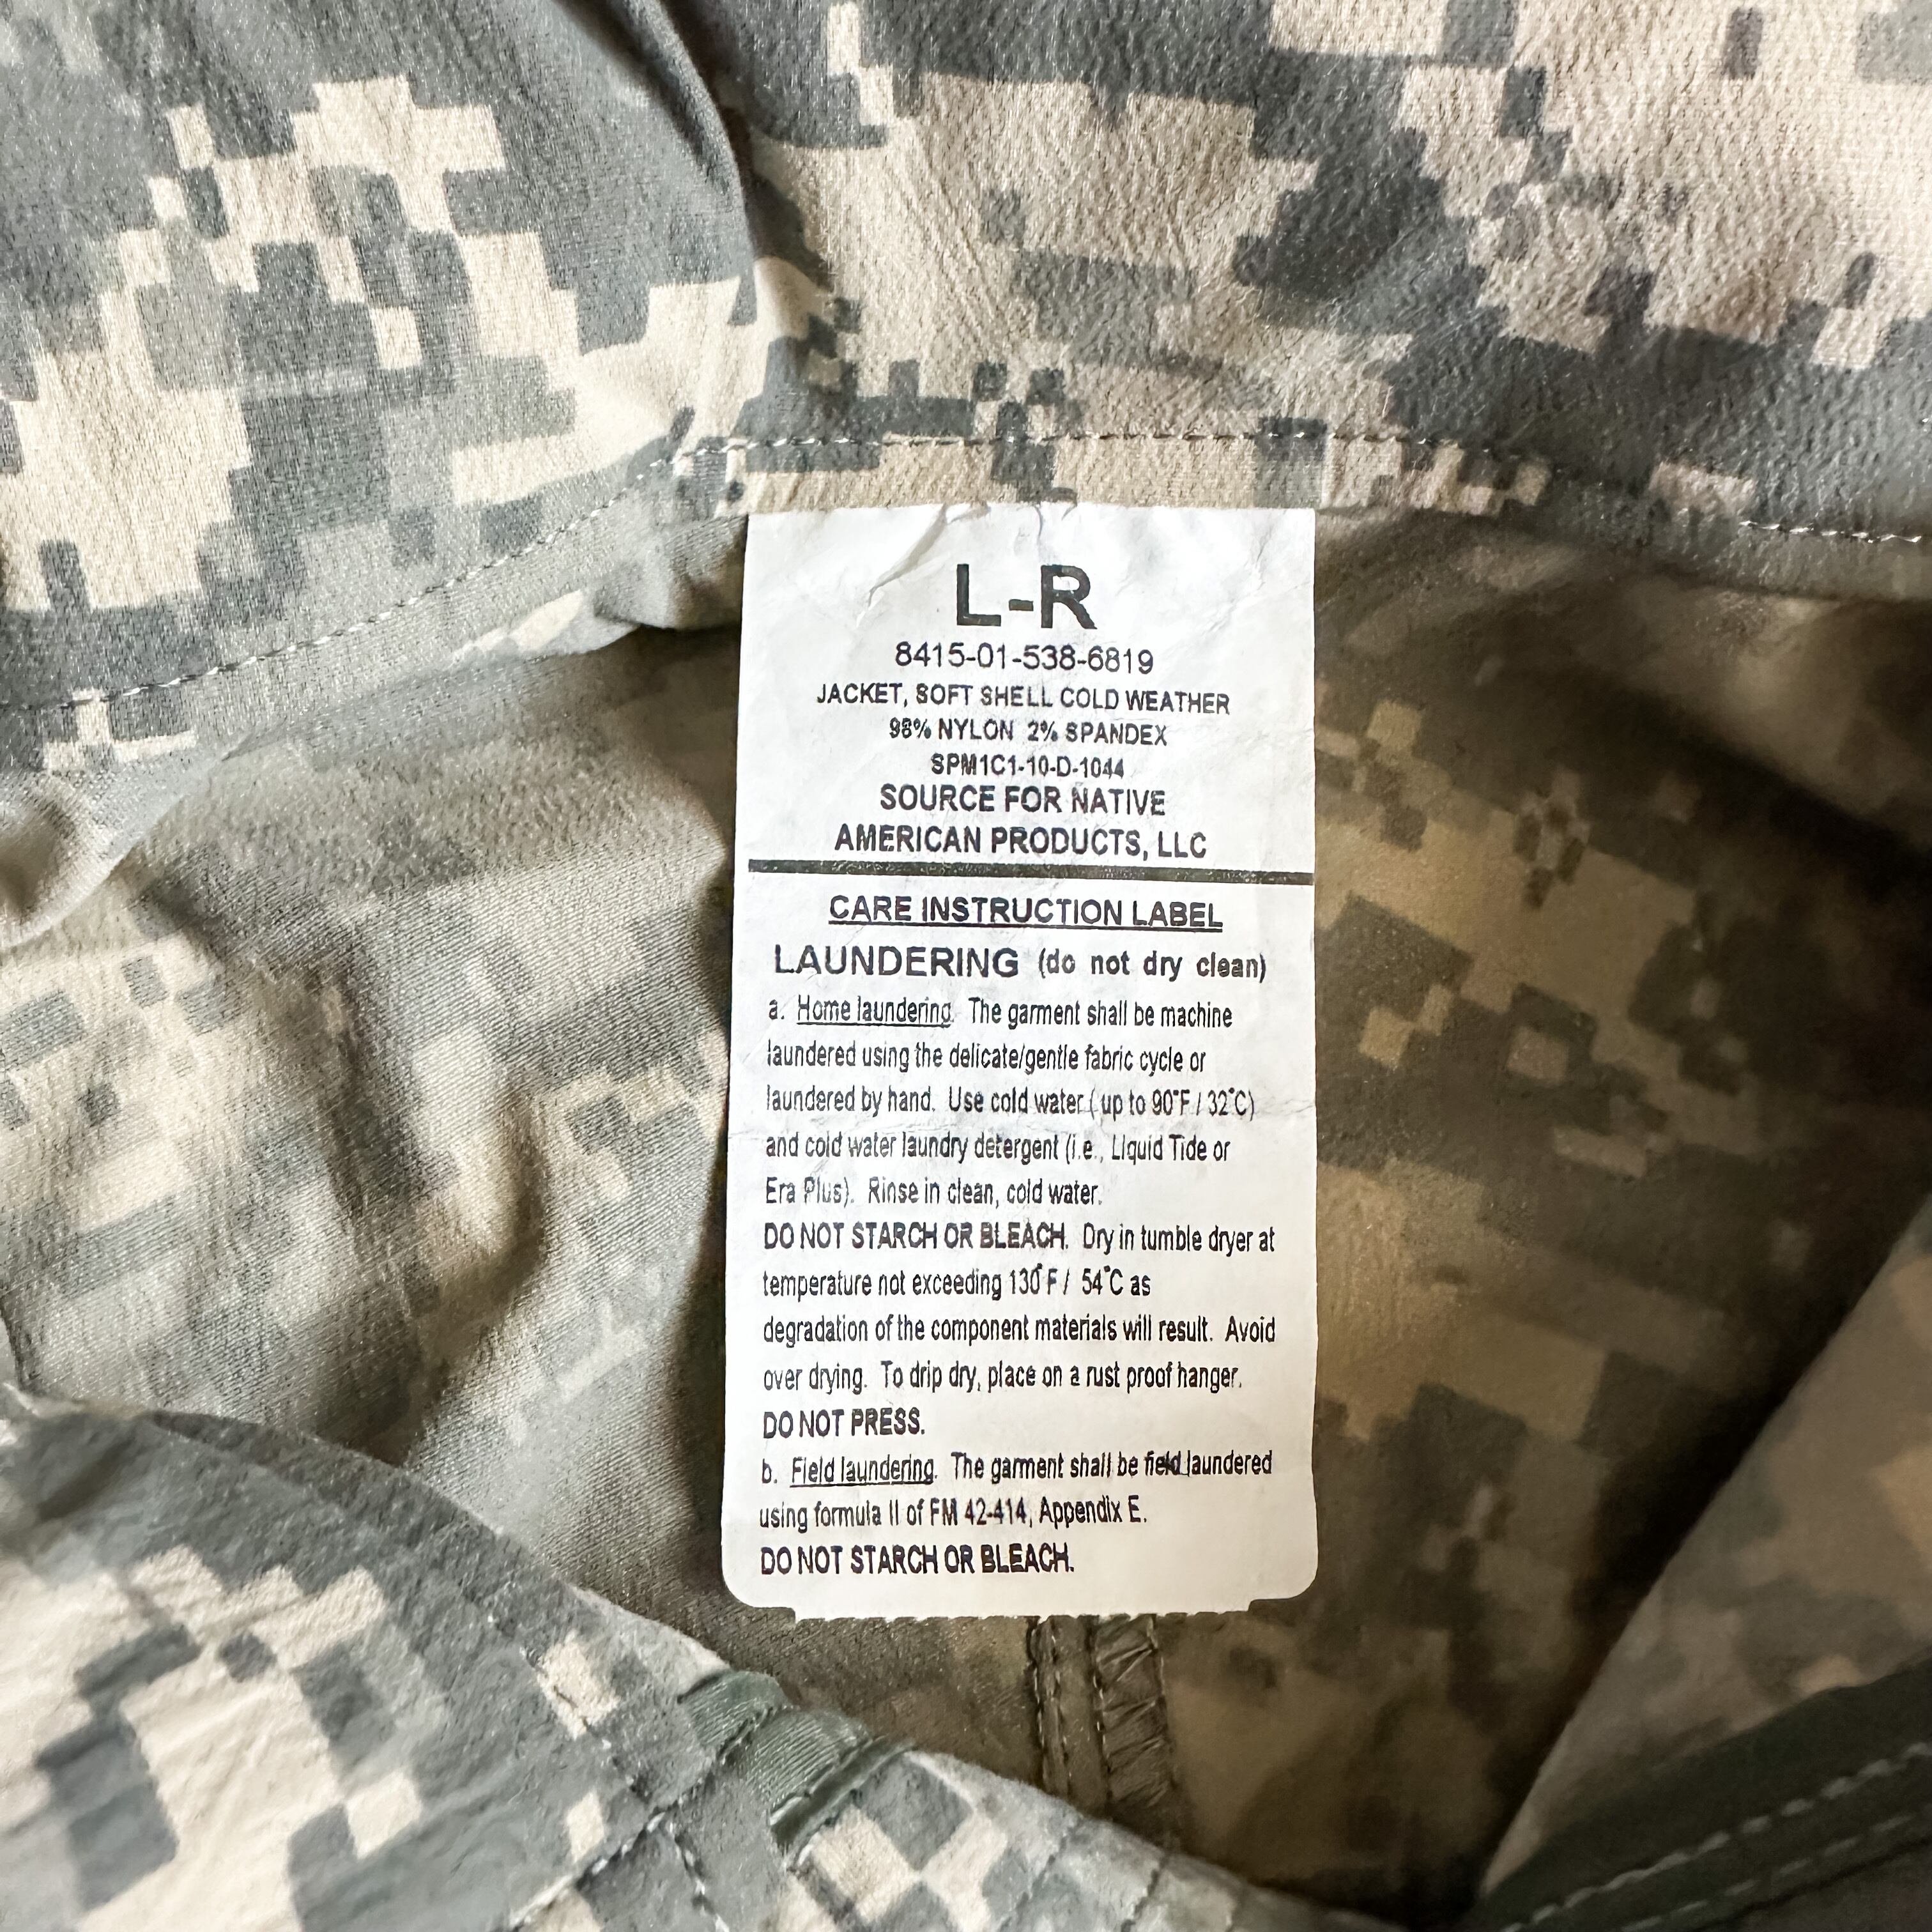 L-R
8415-01-538-6819
JACKET, SOFT SHELL COLD WEATHER
98% NYLON 2% SPANDEX
SPM1C1-10-D-1044
SOURCE FOR NATIVE
AMERICAN PRODUCTS, LLC
CARE INSTRUCTION LABEL
LAUNDERING (do not dry clean)
a. Home laundering. The garment shall be machine
laundered using the delicate/gentle fabric cycle or
laundered by hand. Use cold water ( up to 90°F / 32°C)
and cold water laundry detergent (i.e., Liquid Tide or
Era Plus). Rinse in clean, cold water.
DO NOT STARCH OR BLEACH. Dry in tumble dryer at
temperature not exceeding 130°F / 54°C as
degradation of the component materials will result. Avoid
over drying. To drip dry, place on a rust proof hanger.
DO NOT PRESS.
b. Field laundering. The garment shall be field laundered
using formula II of FM 42-414, Appendix E.
DO NOT STARCH OR BLEACH.